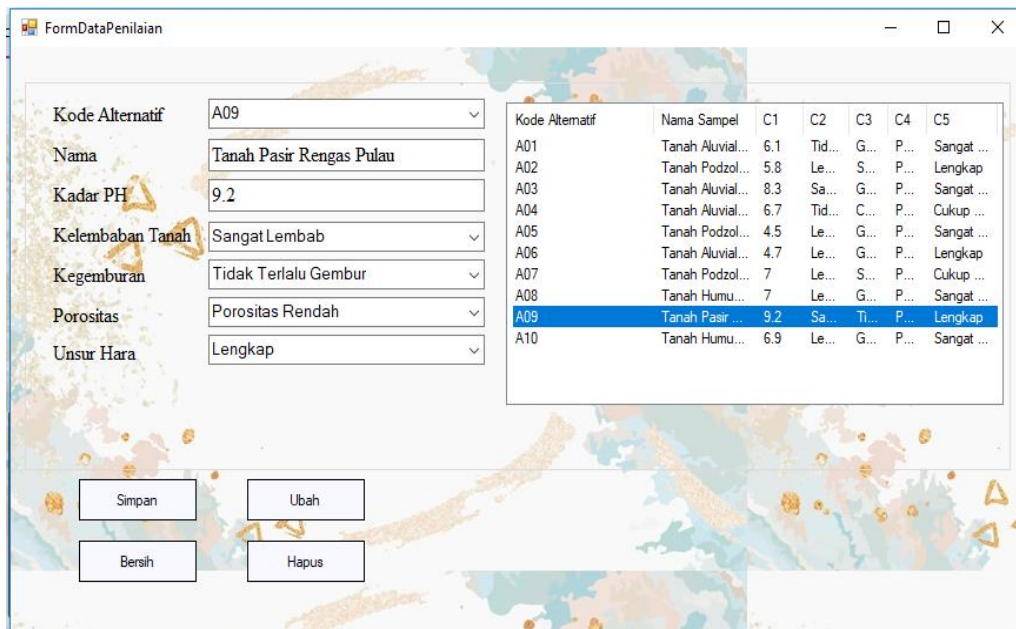 FormDataPenilaian
Kode Alternatif A09
Nama Tanah Pasir Rengas Pulau
Kadar PH 9.2
Kelembaban Tanah Sangat Lembab
Kegemburan Tidak Terlalu Gembur
Porositas Porositas Rendah
Unsur Hara Lengkap
Kode Alternatif Nama Sampel C1 C2 C3 C4 C5
A01 Tanah Aluvial... 6.1 Tid... G... P... Sangat ...
A02 Tanah Podzol... 5.8 Le... S... P... Lengkap
A03 Tanah Aluvial... 8.3 Sa... G... P... Sangat ...
A04 Tanah Aluvial... 6.7 Tid... C... P... Cukup ...
A05 Tanah Podzol... 4.5 Le... G... P... Sangat ...
A06 Tanah Aluvial... 4.7 Le... G... P... Lengkap
A07 Tanah Podzol... 7 Le... S... P... Cukup ...
A08 Tanah Humu... 7 Le... G... P... Sangat ...
A09 Tanah Pasir ... 9.2 Sa... Ti... P... Lengkap
A10 Tanah Humu... 6.9 Le... G... P... Sangat ...
Simpan Ubah
Bersih Hapus